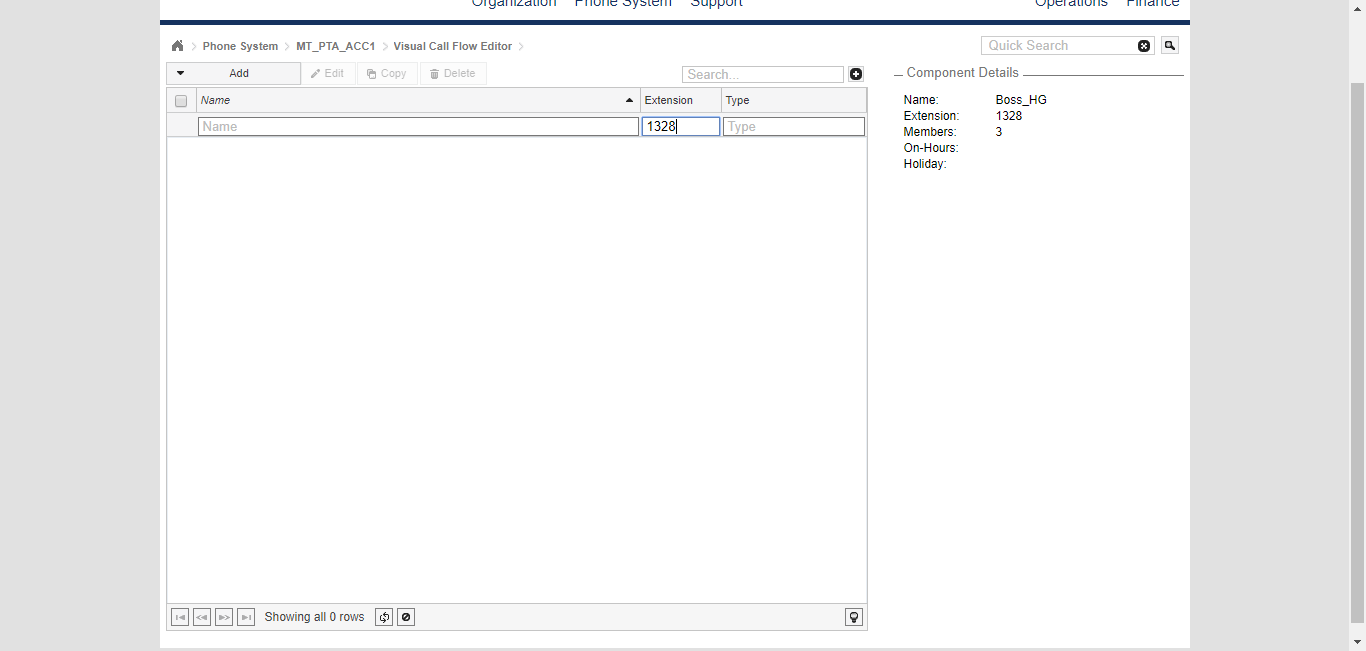 Organization Phone System Support Operations Finance
Phone System MT_PTA_ACC1 Visual Call Flow Editor
Quick Search
Add Edit Copy Delete
Search...
Name Extension Type
Name 1328 Type
Showing all 0 rows
Component Details
Name: Boss_HG
Extension: 1328
Members: 3
On-Hours:
Holiday: